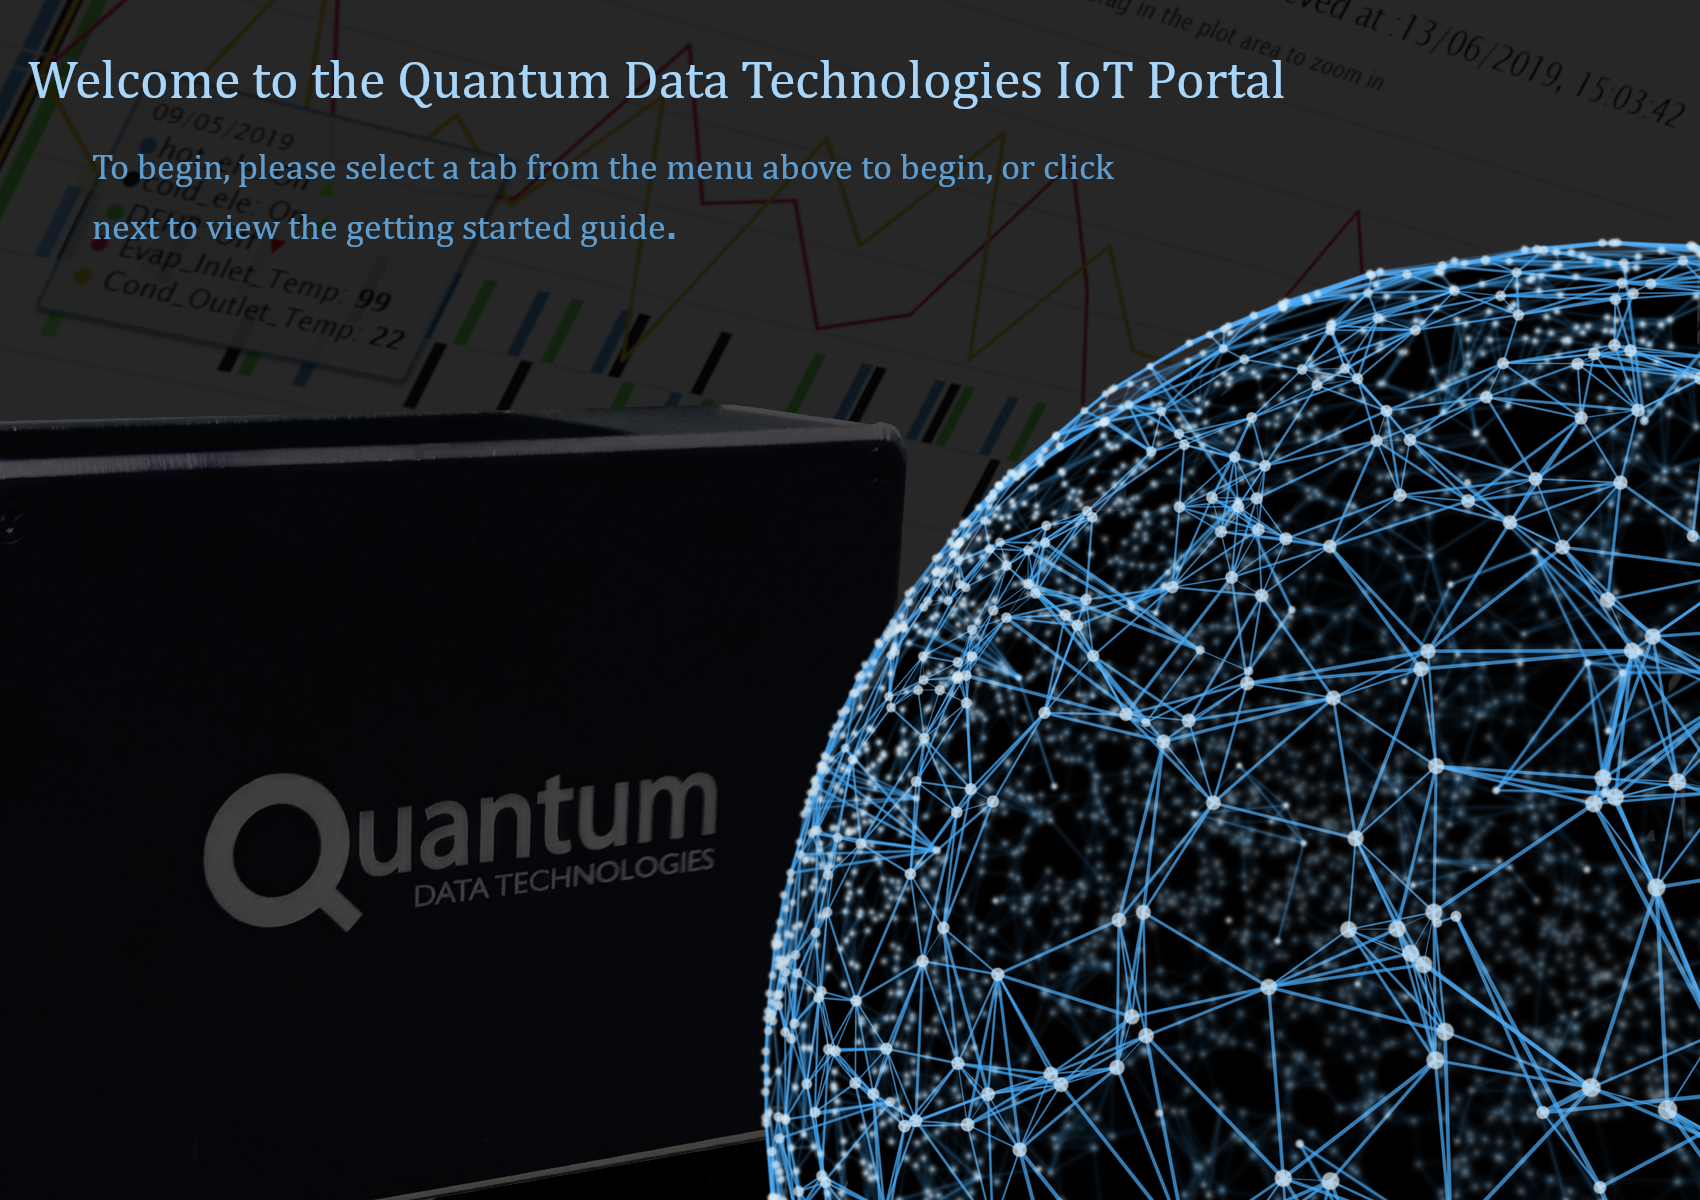 ved at :13/06/2019, 15:03:42
rag in the plot area to zoom in
Welcome to the Quantum Data Technologies IoT Portal
To begin, please select a tab from the menu above to begin, or click
next to view the getting started guide.
09/05/2019
Evap_Inlet_Temp: 99
Cond_Outlet_Temp: 22
Quantum
DATA TECHNOLOGIES